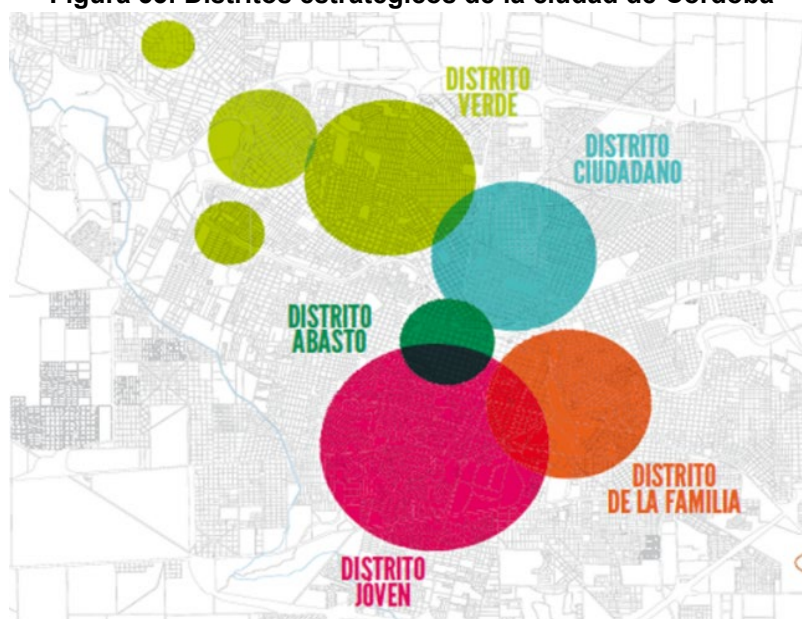 Figura Distritos estratégicos de la ciudad de Córdoba
DISTRITO
VERDE
DISTRITO
CIUDADANO
DISTRITO
ABASTO
DISTRITO
DE LA FAMILIA
DISTRITO
JOVEN